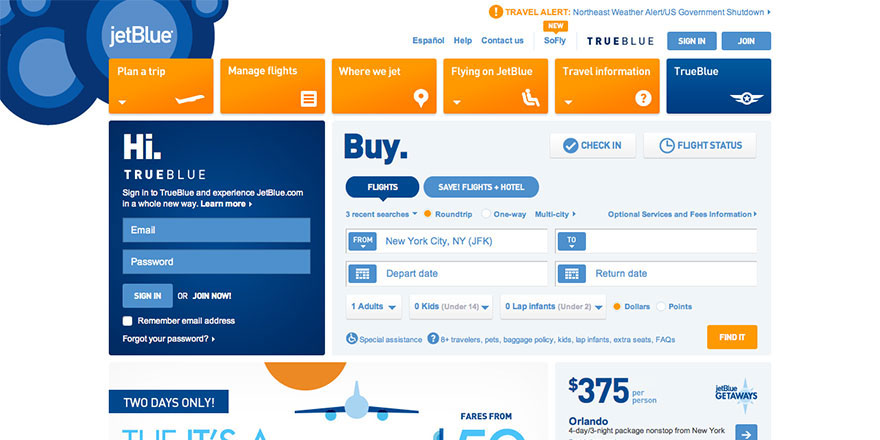 TRAVEL ALERT: Northeast Weather Alert/US Government Shutdown
NEW
jetBlue®
Español Help Contact us SoFly TRUEBLUE SIGN IN JOIN
Plan a trip Manage flights Where we jet Flying on JetBlue Travel information TrueBlue
Hi.
TRUEBLUE
Sign in to TrueBlue and experience JetBlue.com
in a whole new way. Learn more
Email
Password
SIGN IN OR JOIN NOW!
Remember email address
Forgot your password?
Buy.
CHECK IN FLIGHT STATUS
FLIGHTS SAVE! FLIGHTS + HOTEL
3 recent searches Roundtrip One-way Multi-city Optional Services and Fees Information
FROM New York City, NY (JFK) TO
Depart date Return date
1 Adults 0 Kids (Under 14) 0 Lap infants (Under 2) Dollars Points
Special assistance ? 8+ travelers, pets, baggage policy, kids, lap infants, extra seats, FAQs
FIND IT
TWO DAYS ONLY!
THE IT'S A
FARES FROM
$375 per person
jetBlue GETAWAYS
Orlando
4-day/3-night package nonstop from New York